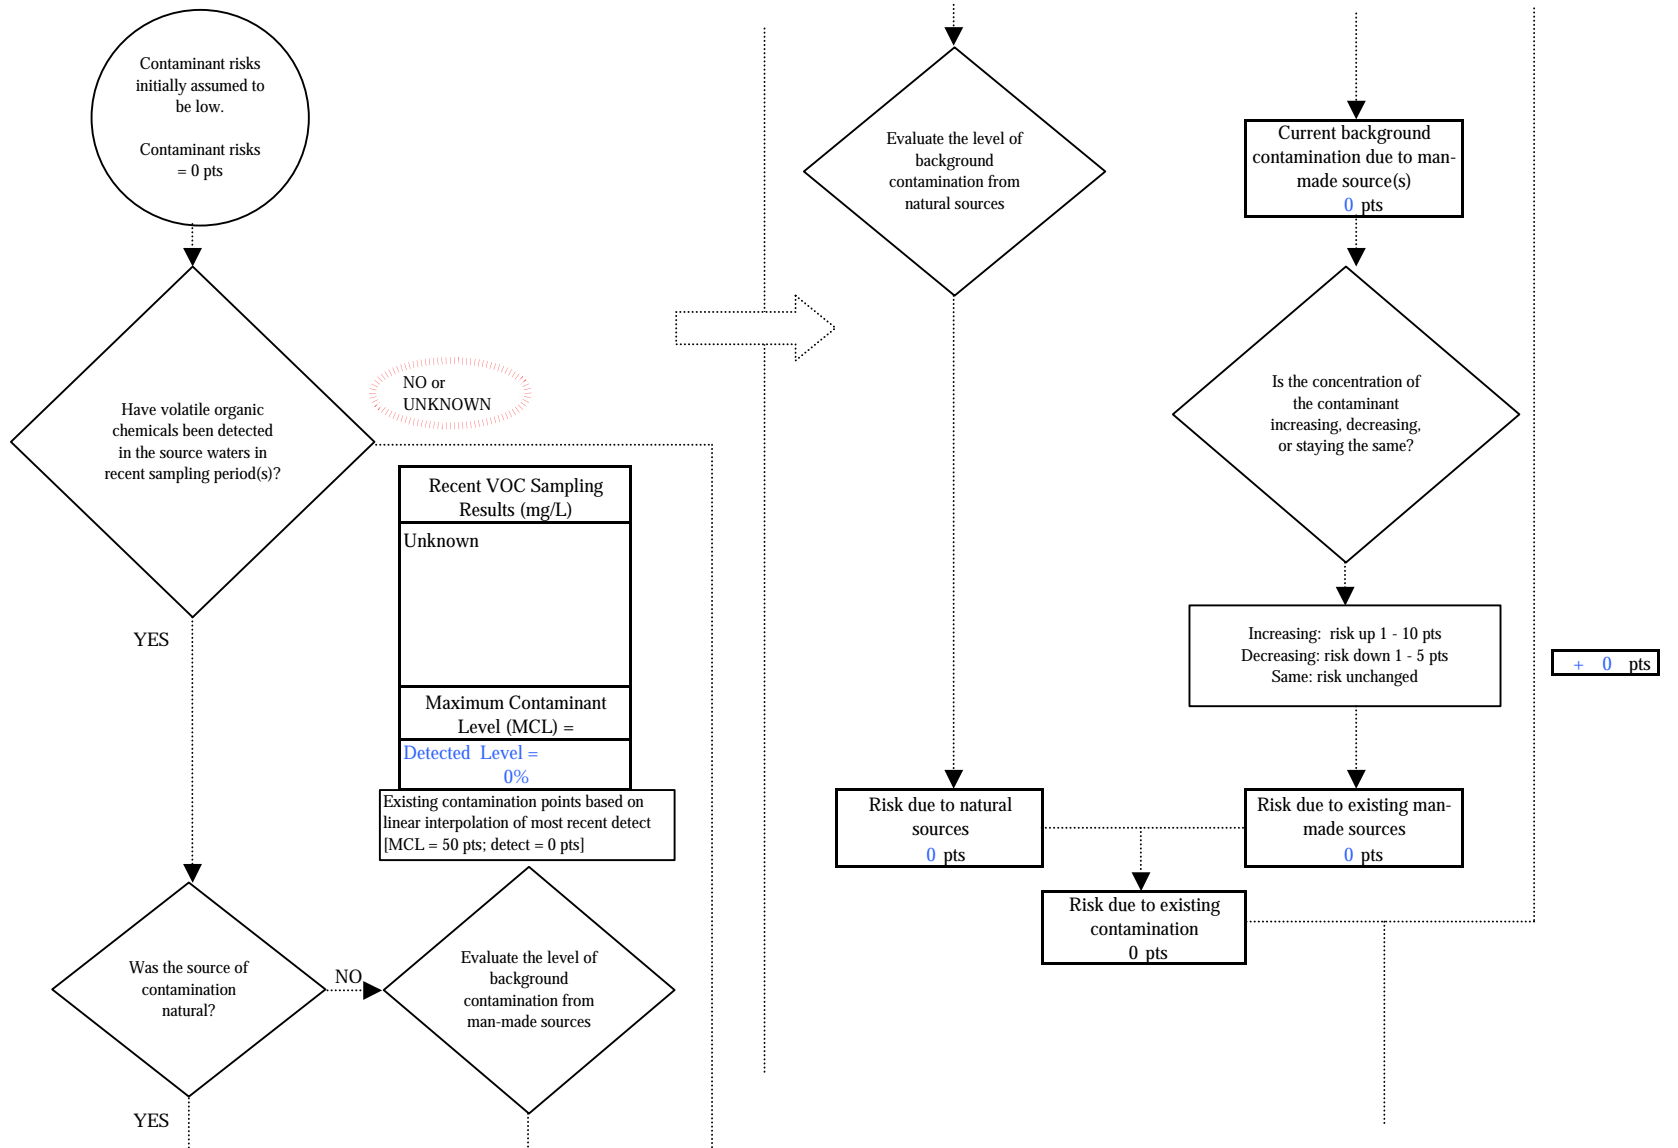 Contaminant risks
initially assumed to
be low.
Contaminant risks
= 0 pts
Have volatile organic
chemicals been detected
in the source waters in
recent sampling period(s)?
NO or
UNKNOWN
YES
Recent VOC Sampling
Results (mg/L)
Unknown
Maximum Contaminant
Level (MCL) =
Detected Level =
0%
Existing contamination points based on
linear interpolation of most recent detect
[MCL = 50 pts; detect = 0 pts]
Was the source of
contamination
natural?
NO
Evaluate the level of
background
contamination from
man-made sources
YES
Evaluate the level of
background
contamination from
natural sources
Current background
contamination due to man-
made source(s)
0 pts
Is the concentration of
the contaminant
increasing, decreasing,
or staying the same?
Increasing: risk up 1 - 10 pts
Decreasing: risk down 1 - 5 pts
Same: risk unchanged
+ 0 pts
Risk due to natural
sources
0 pts
Risk due to existing man-
made sources
0 pts
Risk due to existing
contamination
0 pts